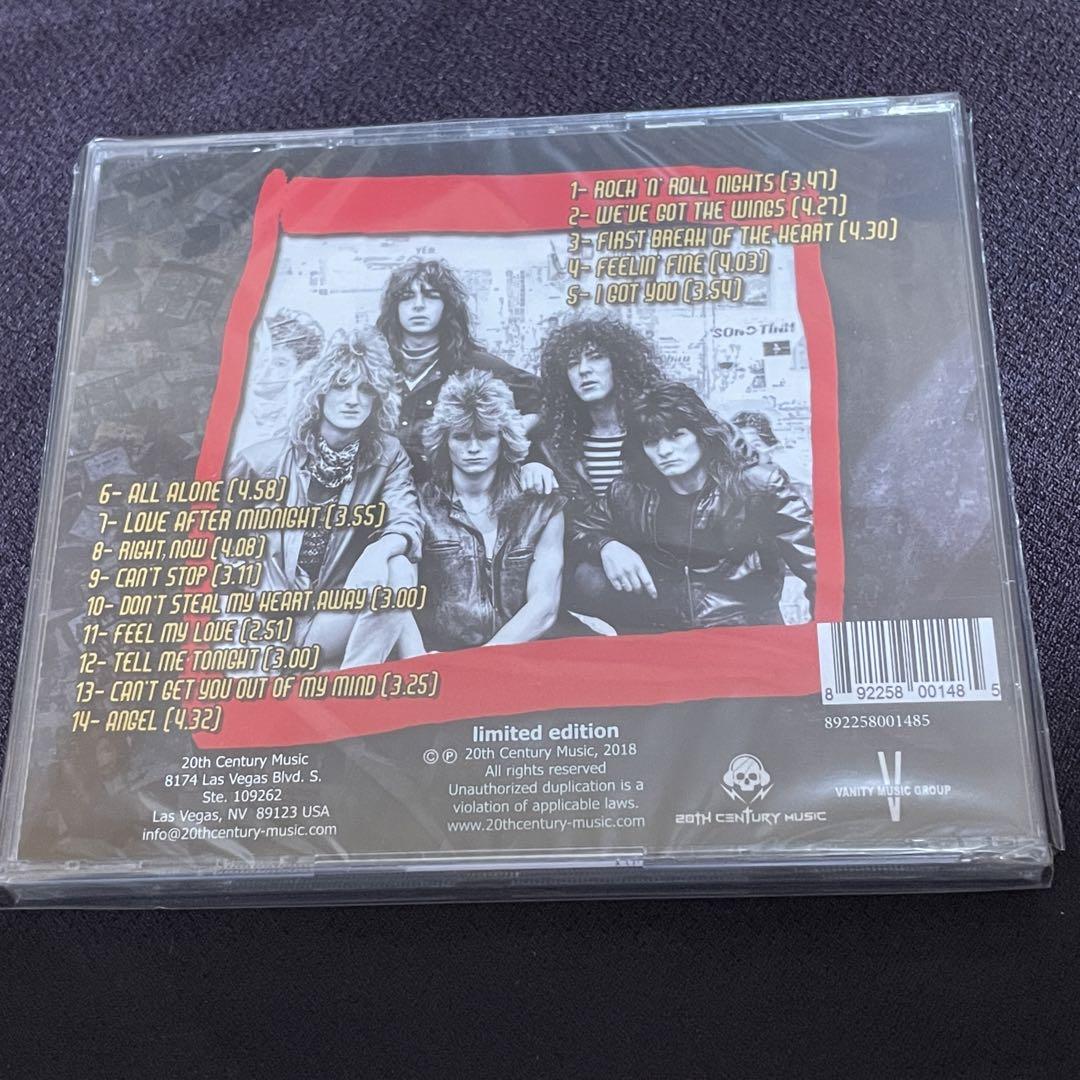 1- ROCK 'N' ROLL NIGHTS (3.47)
2- WE'VE GOT THE WINGS (4.27)
3- FIRST BREAK OF THE HEART (4.30)
4- FEELIN' FINE (4.03)
5- I GOT YOU (3.54)
YEN
6- ALL ALONE (4.58)
7- LOVE AFTER MIDNIGHT (3.55)
8- RIGHT NOW (4.08)
9- CAN'T STOP (3.11)
10- DON'T STEAL MY HEART AWAY (3.00)
11- FEEL MY LOVE (2.51)
12- TELL ME TONIGHT (3.00)
13- CAN'T GET YOU OUT OF MY MIND (3.25)
14- ANGEL (4.32)
20th Century Music
8174 Las Vegas Blvd. S.
Ste. 109262
Las Vegas, NV 89123 USA
info@20thcentury-music.com
limited edition
© ℗ 20th Century Music, 2018
All rights reserved
Unauthorized duplication is a
violation of applicable laws.
www.20thcentury-music.com
20TH CENTURY MUSIC
8 92258 00148 5
892258001485
V
VANITY MUSIC GROUP